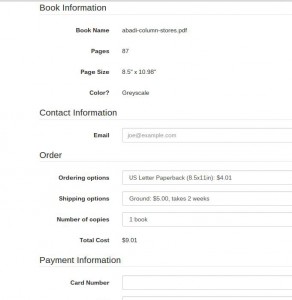 Book Information
Book Name abadi-column-stores.pdf
Pages 87
Page Size 8.5" x 10.98"
Color? Greyscale
Contact Information
Email joe@example.com
Order
Ordering options US Letter Paperback (8.5x11in): $4.01
Shipping options Ground: $5.00, takes 2 weeks
Number of copies 1 book
Total Cost $9.01
Payment Information
Card Number